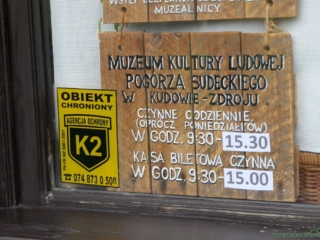 MUZEALNICY
MUZEUM KULTURY LUDOWEJ
POGÓRZA SUDECKIEGO
W KUDOWIE-ZDROJU
CZYNNE CODZIENNIE,
(OPRÓCZ PONIEDZIAŁKÓW)
W GODZ. 9:30-15.30
KASA BILETOWA CZYNNA
W GODZ. 9:30-15.00
OBIEKT
CHRONIONY
AGENCJA OCHRONY
K2
074 873 0 500